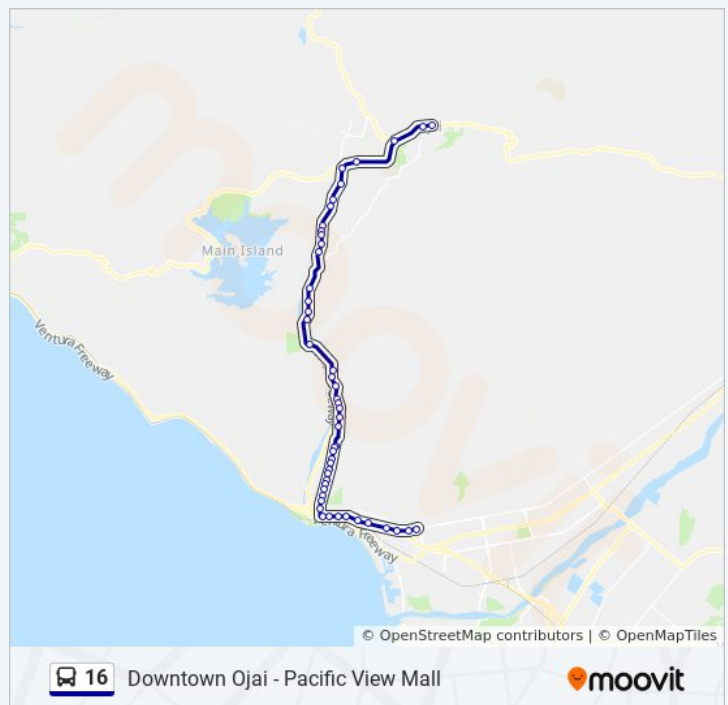 Main Island
Ventura Freeway
Ventura Freeway
© OpenStreetMap contributors | © OpenMapTiles
16 Downtown Ojai - Pacific View Mall
moovit